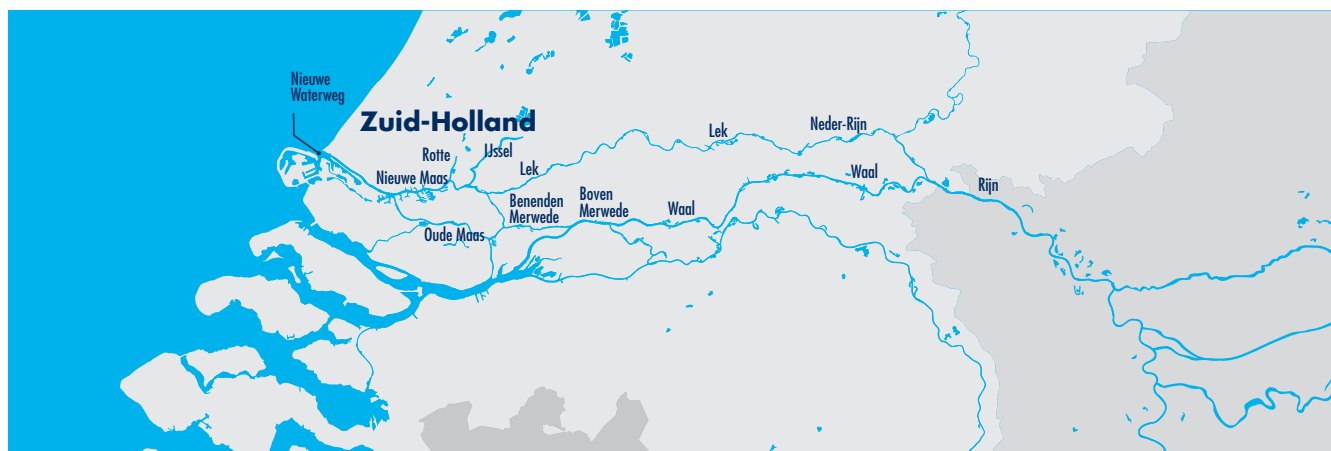 Nieuwe
Waterweg
Zuid-Holland
Rotte
IJssel
Nieuwe Maas
Lek
Lek
Neder-Rijn
Waal
Rijn
Benenden
Merwede
Boven
Merwede
Waal
Oude Maas